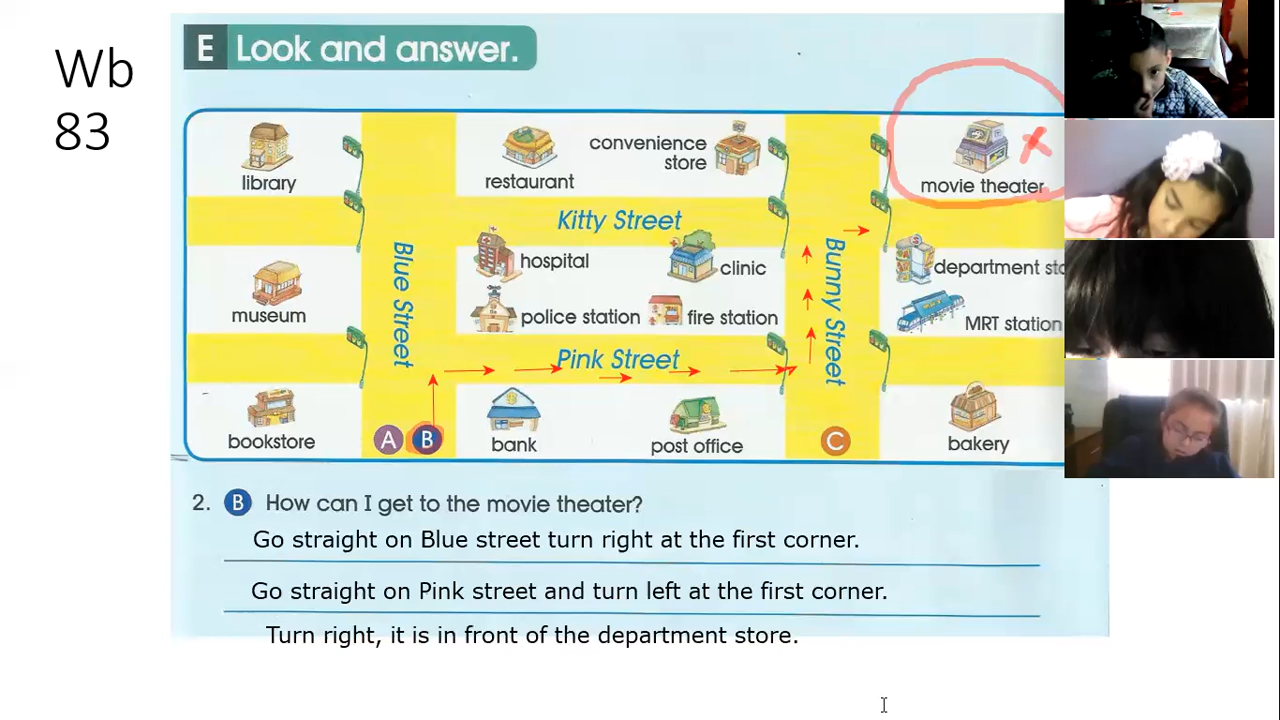 Wb
83
E Look and answer.
library
restaurant
convenience
store
movie theater
Kitty Street
Blue Street
Bunny Street
hospital
clinic
department
museum
police station
fire station
MRT station
Pink Street
bookstore
A B
bank
post office
C
bakery
2. B How can I get to the movie theater?
Go straight on Blue street turn right at the first corner.
Go straight on Pink street and turn left at the first corner.
Turn right, it is in front of the department store.